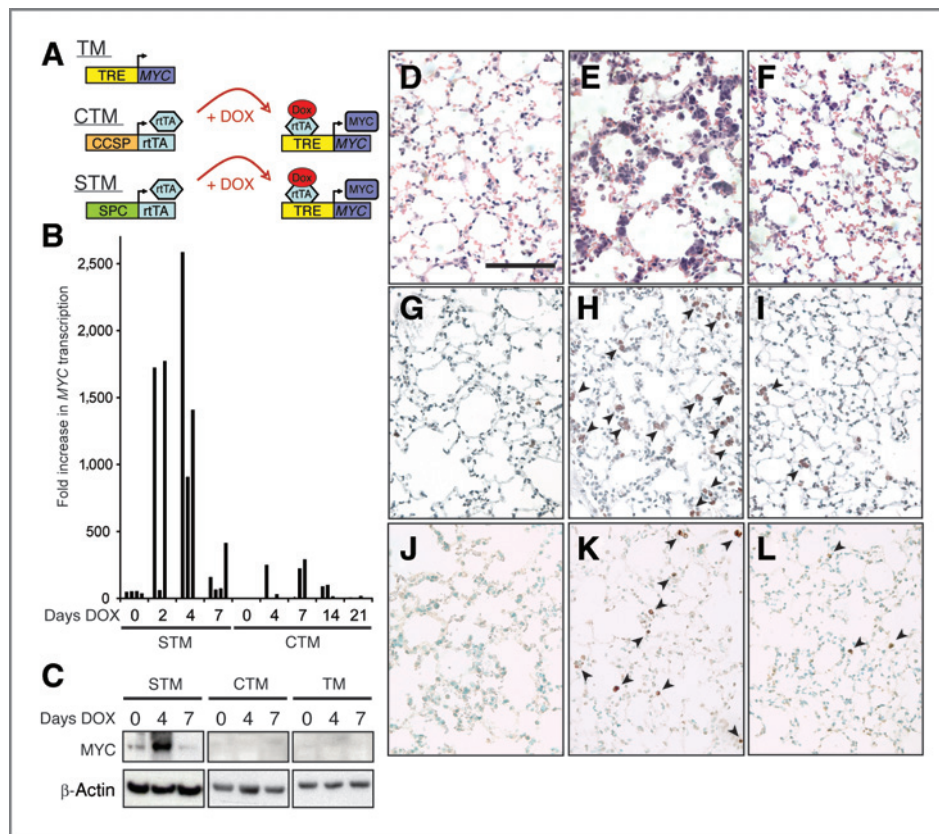 A
TM
TRE MYC
CTM
rtTA
+ DOX
Dox
rtTA
MYC
CCSP rtTA
TRE MYC
STM
rtTA
+ DOX
Dox
rtTA
MYC
SPC rtTA
TRE MYC
B
Fold increase in MYC transcription
2,500
2,000
1,500
1,000
500
0
Days DOX 0 2 4 7 0 4 7 14 21
STM CTM
C
STM CTM TM
Days DOX 0 4 7 0 4 7 0 4 7
MYC
β-Actin
D E F
G H I
J K L